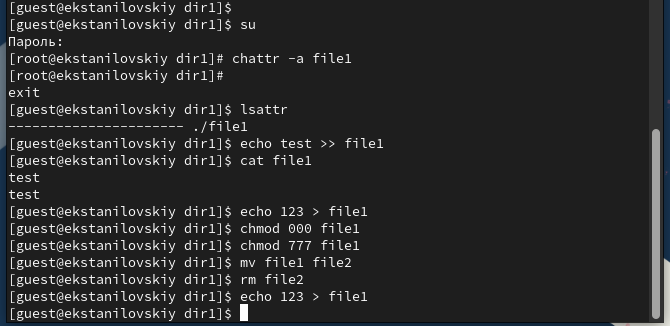 [guest@ekstanilovskiy dir1]$
[guest@ekstanilovskiy dir1]$ su
Пароль:
[root@ekstanilovskiy dir1]# chattr -a file1
[root@ekstanilovskiy dir1]#
exit
[guest@ekstanilovskiy dir1]$ lsattr
---------------------- ./file1
[guest@ekstanilovskiy dir1]$ echo test >> file1
[guest@ekstanilovskiy dir1]$ cat file1
test
test
[guest@ekstanilovskiy dir1]$ echo 123 > file1
[guest@ekstanilovskiy dir1]$ chmod 000 file1
[guest@ekstanilovskiy dir1]$ chmod 777 file1
[guest@ekstanilovskiy dir1]$ mv file1 file2
[guest@ekstanilovskiy dir1]$ rm file2
[guest@ekstanilovskiy dir1]$ echo 123 > file1
[guest@ekstanilovskiy dir1]$